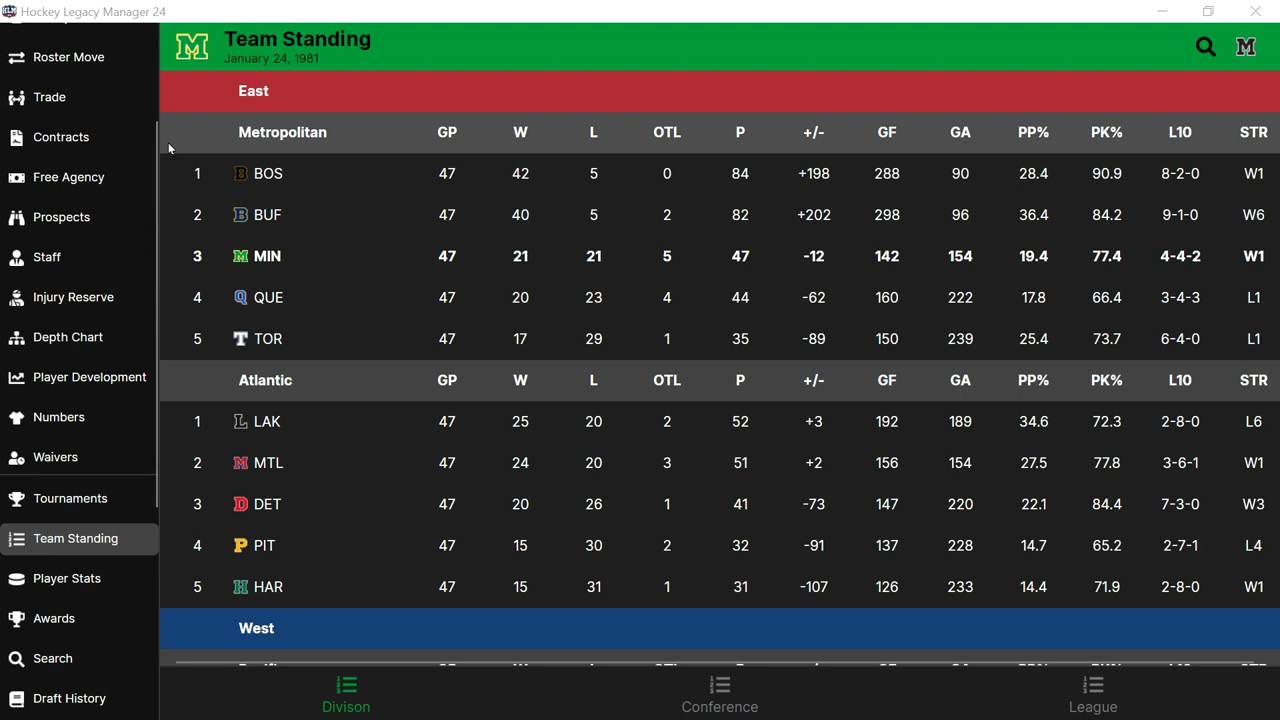 Hockey Legacy Manager 24
Roster Move
Trade
Contracts
Free Agency
Prospects
Staff
Injury Reserve
Depth Chart
Player Development
Numbers
Waivers
Tournaments
Team Standing
Player Stats
Awards
Search
Draft History
M Team Standing M
January 24, 1981
East
Metropolitan GP W L OTL P +/- GF GA PP% PK% L10 STR
1 B BOS 47 42 5 0 84 +198 288 90 28.4 90.9 8-2-0 W1
2 B BUF 47 40 5 2 82 +202 298 96 36.4 84.2 9-1-0 W6
3 M MIN 47 21 21 5 47 -12 142 154 19.4 77.4 4-4-2 W1
4 Q QUE 47 20 23 4 44 -62 160 222 17.8 66.4 3-4-3 L1
5 T TOR 47 17 29 1 35 -89 150 239 25.4 73.7 6-4-0 L1
Atlantic GP W L OTL P +/- GF GA PP% PK% L10 STR
1 L LAK 47 25 20 2 52 +3 192 189 34.6 72.3 2-8-0 L6
2 M MTL 47 24 20 3 51 +2 156 154 27.5 77.8 3-6-1 W1
3 D DET 47 20 26 1 41 -73 147 220 22.1 84.4 7-3-0 W3
4 P PIT 47 15 30 2 32 -91 137 228 14.7 65.2 2-7-1 L4
5 H HAR 47 15 31 1 31 -107 126 233 14.4 71.9 2-8-0 W1
West
Divison
Conference
League